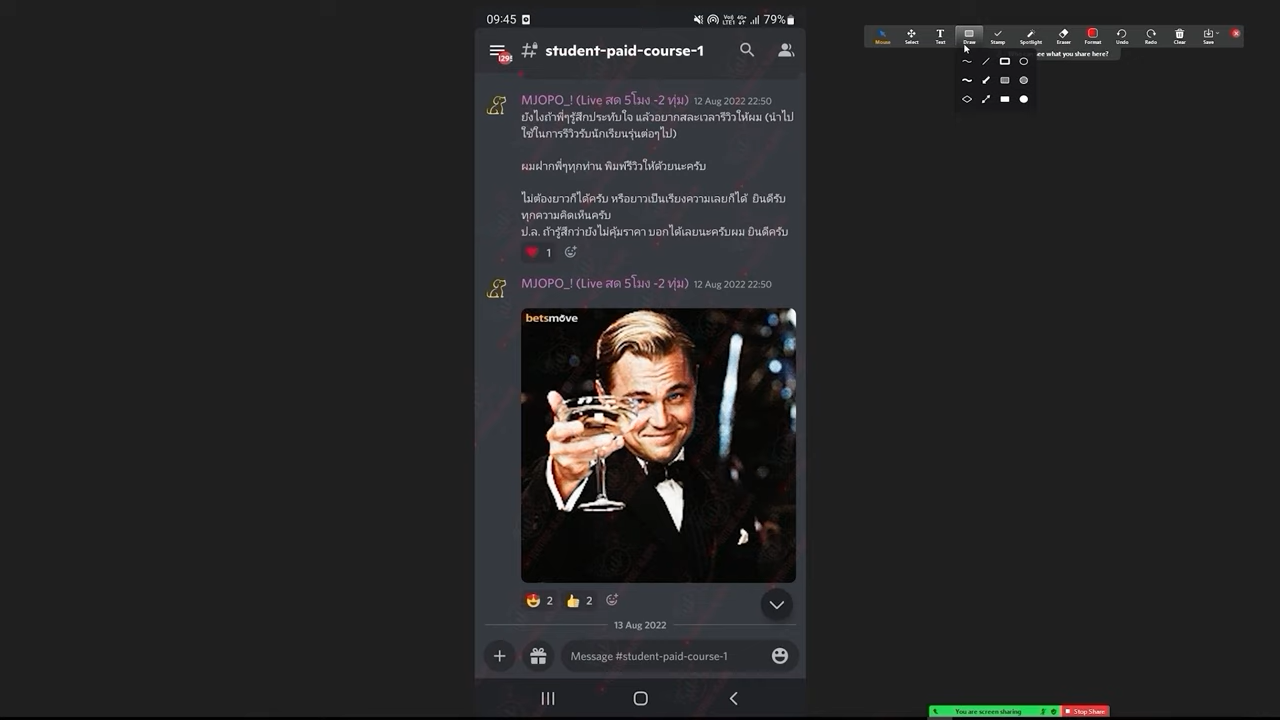 09:45
79%
Mouse Select Text Draw Stamp Spotlight Eraser Format Undo Redo Clear Save
129
student-paid-course-1
see what you share here?
MJOPO_! (Live สด 5โมง -2 ทุ่ม) 12 Aug 2022 22:50
ยังไงถ้าพี่ๆรู้สึกประทับใจ แล้วอยากสละเวลารีวิวให้ผม (นำไป
ใช้ในการรีวิวรับนักเรียนรุ่นต่อๆไป)
ผมฝากพี่ๆทุกท่าน พิมพ์รีวิวให้ด้วยนะครับ
ไม่ต้องยาวก็ได้ครับ หรือยาวเป็นเรียงความเลยก็ได้ ยินดีรับ
ทุกความคิดเห็นครับ
ป.ล. ถ้ารู้สึกว่ายังไม่คุ้มราคา บอกได้เลยนะครับผม ยินดีครับ
1
MJOPO_! (Live สด 5โมง -2 ทุ่ม) 12 Aug 2022 22:50
betsmove
2 2
13 Aug 2022
Message #student-paid-course-1
You are screen sharing Stop Share